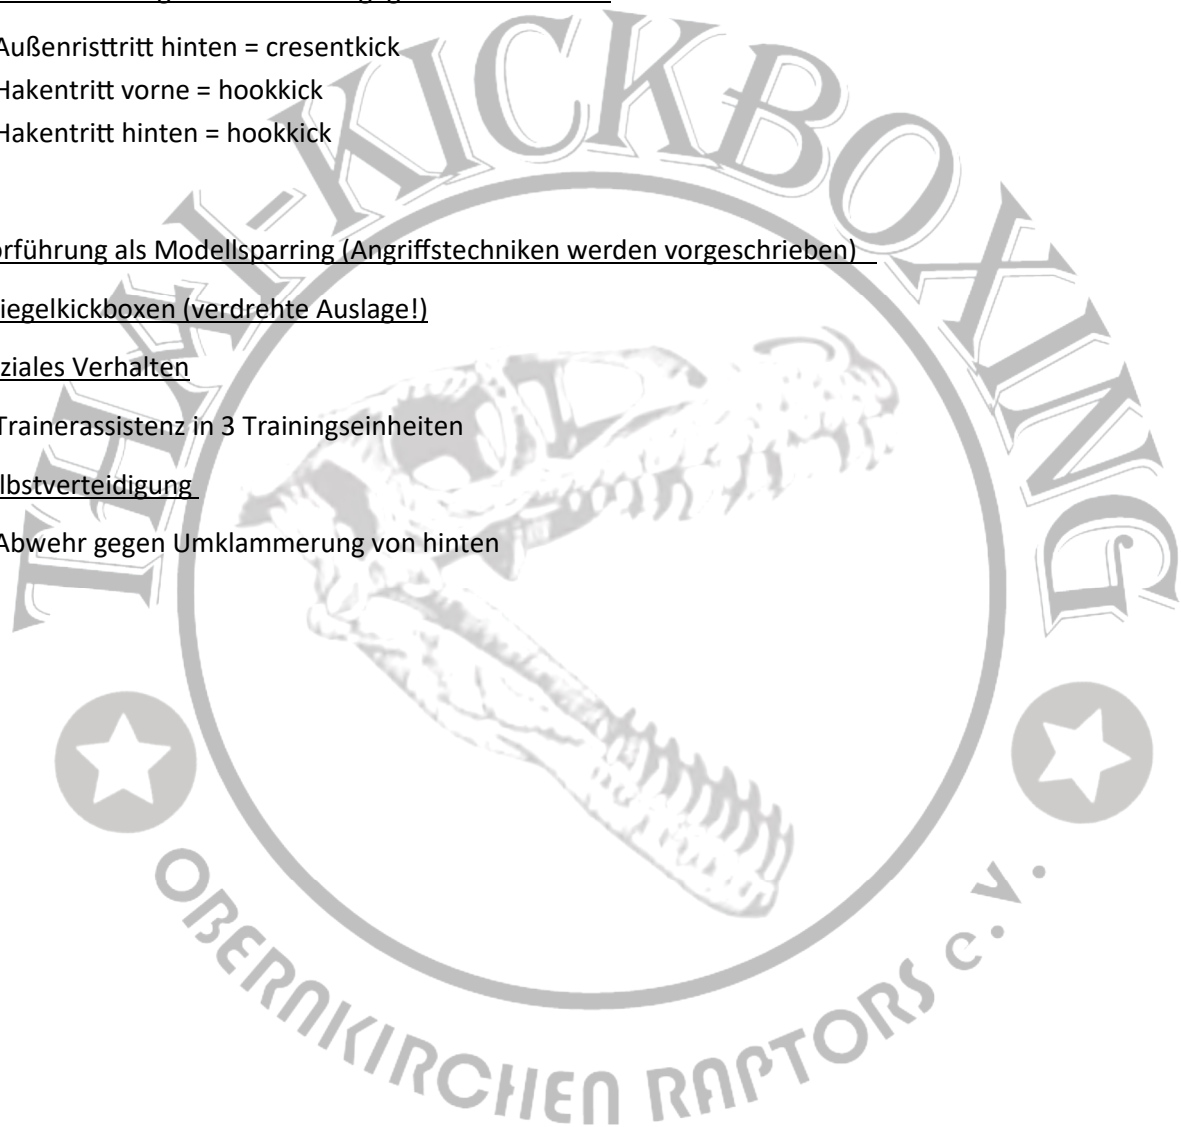 Außenristtritt hinten = cresentkick
Hakentritt vorne = hookkick
Hakentritt hinten = hookkick
orführung als Modellsparring (Angriffstechniken werden vorgeschrieben)
iegelkickboxen (verdrehte Auslage!)
ziales Verhalten
Trainerassistenz in 3 Trainingseinheiten
lbstverteidigung
Abwehr gegen Umklammerung von hinten
THAI-KICKBOXING
OBERNKIRCHEN RAPTORS e.V.